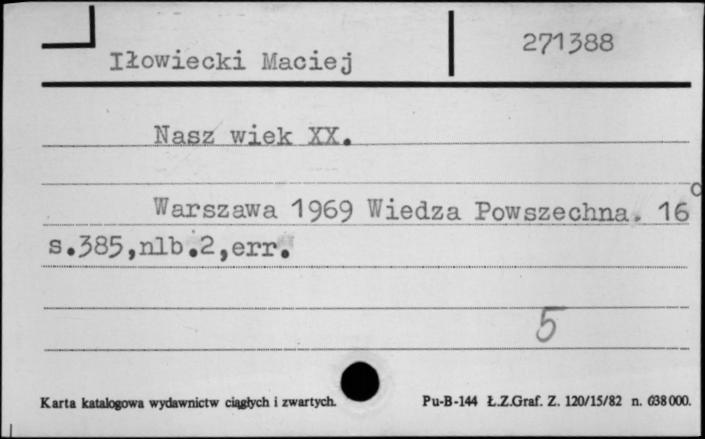 Iłowiecki Maciej
271388
Nasz wiek XX.
Warszawa 1969 Wiedza Powszechna. 16°
s.385,nlb.2,err.
5
Karta katalogowa wydawnictw ciągłych i zwartych.
Pu-B-144 Ł.Z.Graf. Z. 120/15/82 n. 638000.